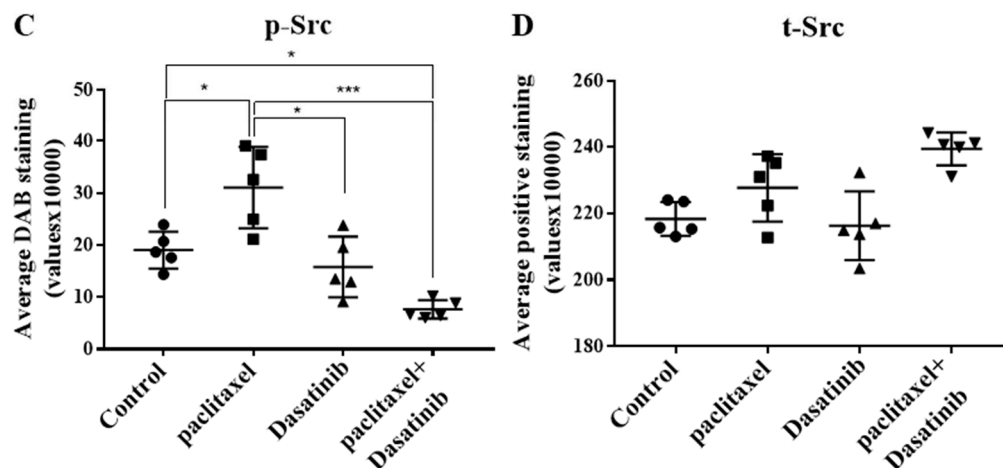 C
p-Src
Average DAB staining
(valuesx10000)
50
40
30
20
10
0
*
*
***
*
Control
paclitaxel
Dasatinib
paclitaxel+
Dasatinib
D
t-Src
Average positive staining
(valuesx10000)
260
240
220
200
180
Control
paclitaxel
Dasatinib
paclitaxel+
Dasatinib